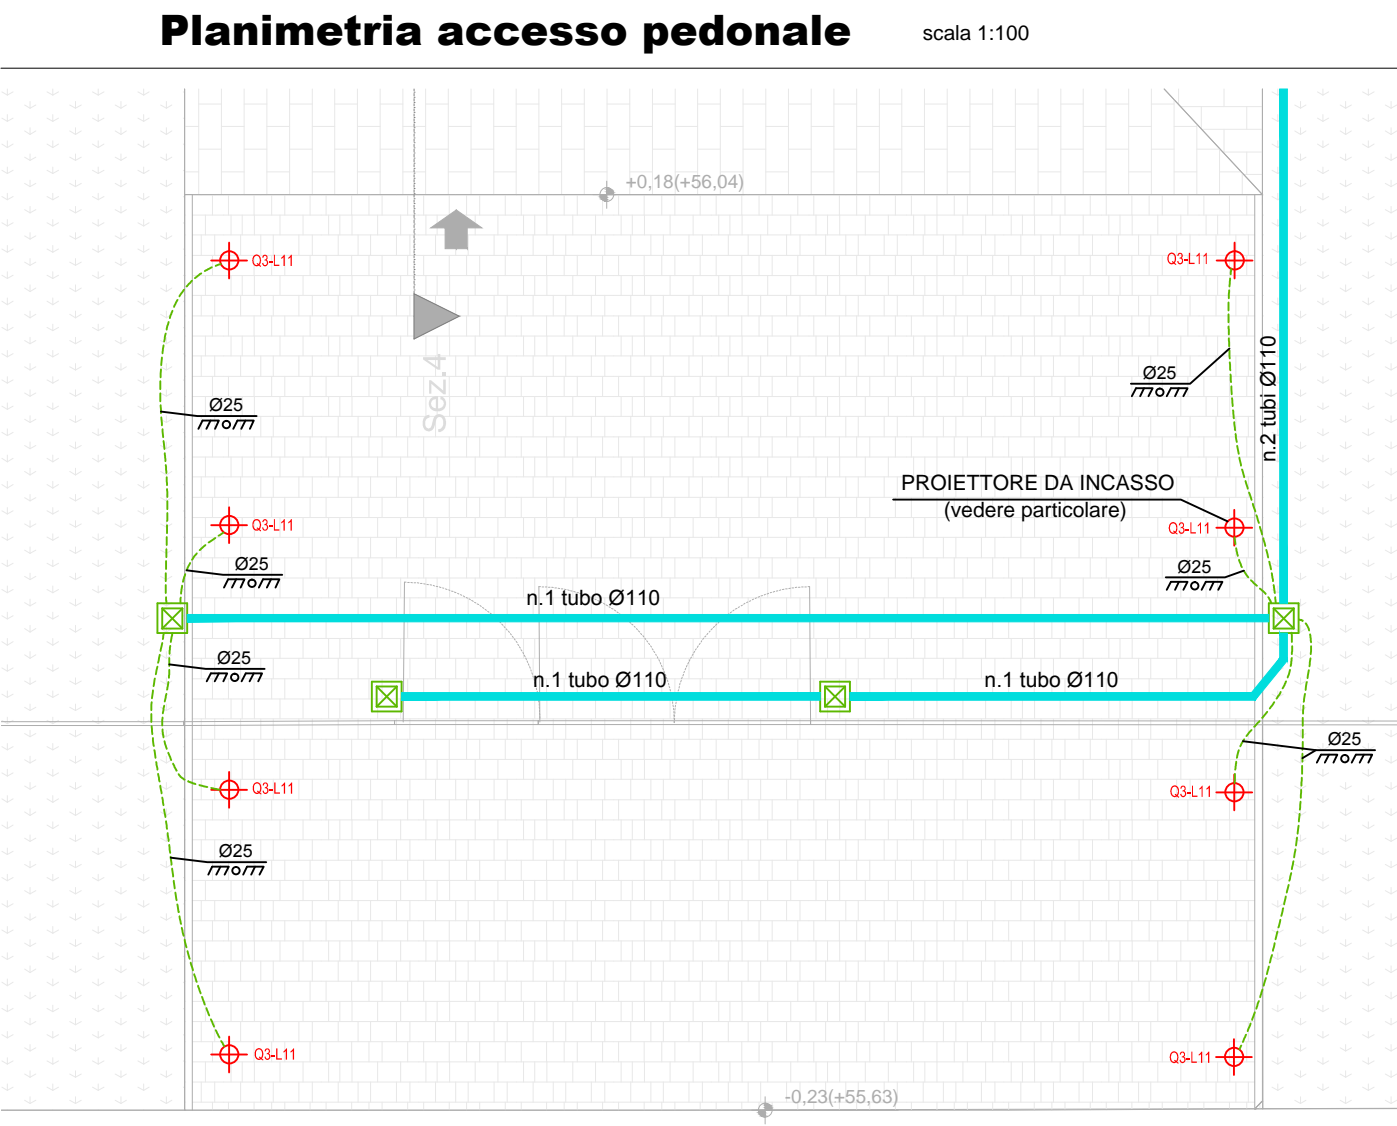 Planimetria accesso pedonale scala 1:100
+0,18(+56,04)
Q3-L11
Q3-L11
Sez.4
n.2 tubi Ø110
Ø25
Ø25
PROIETTORE DA INCASSO
(vedere particolare)
Q3-L11
Q3-L11
Ø25
Ø25
n.1 tubo Ø110
Ø25
n.1 tubo Ø110
n.1 tubo Ø110
Ø25
Q3-L11
Q3-L11
Ø25
Q3-L11
Q3-L11
-0,23(+55,63)